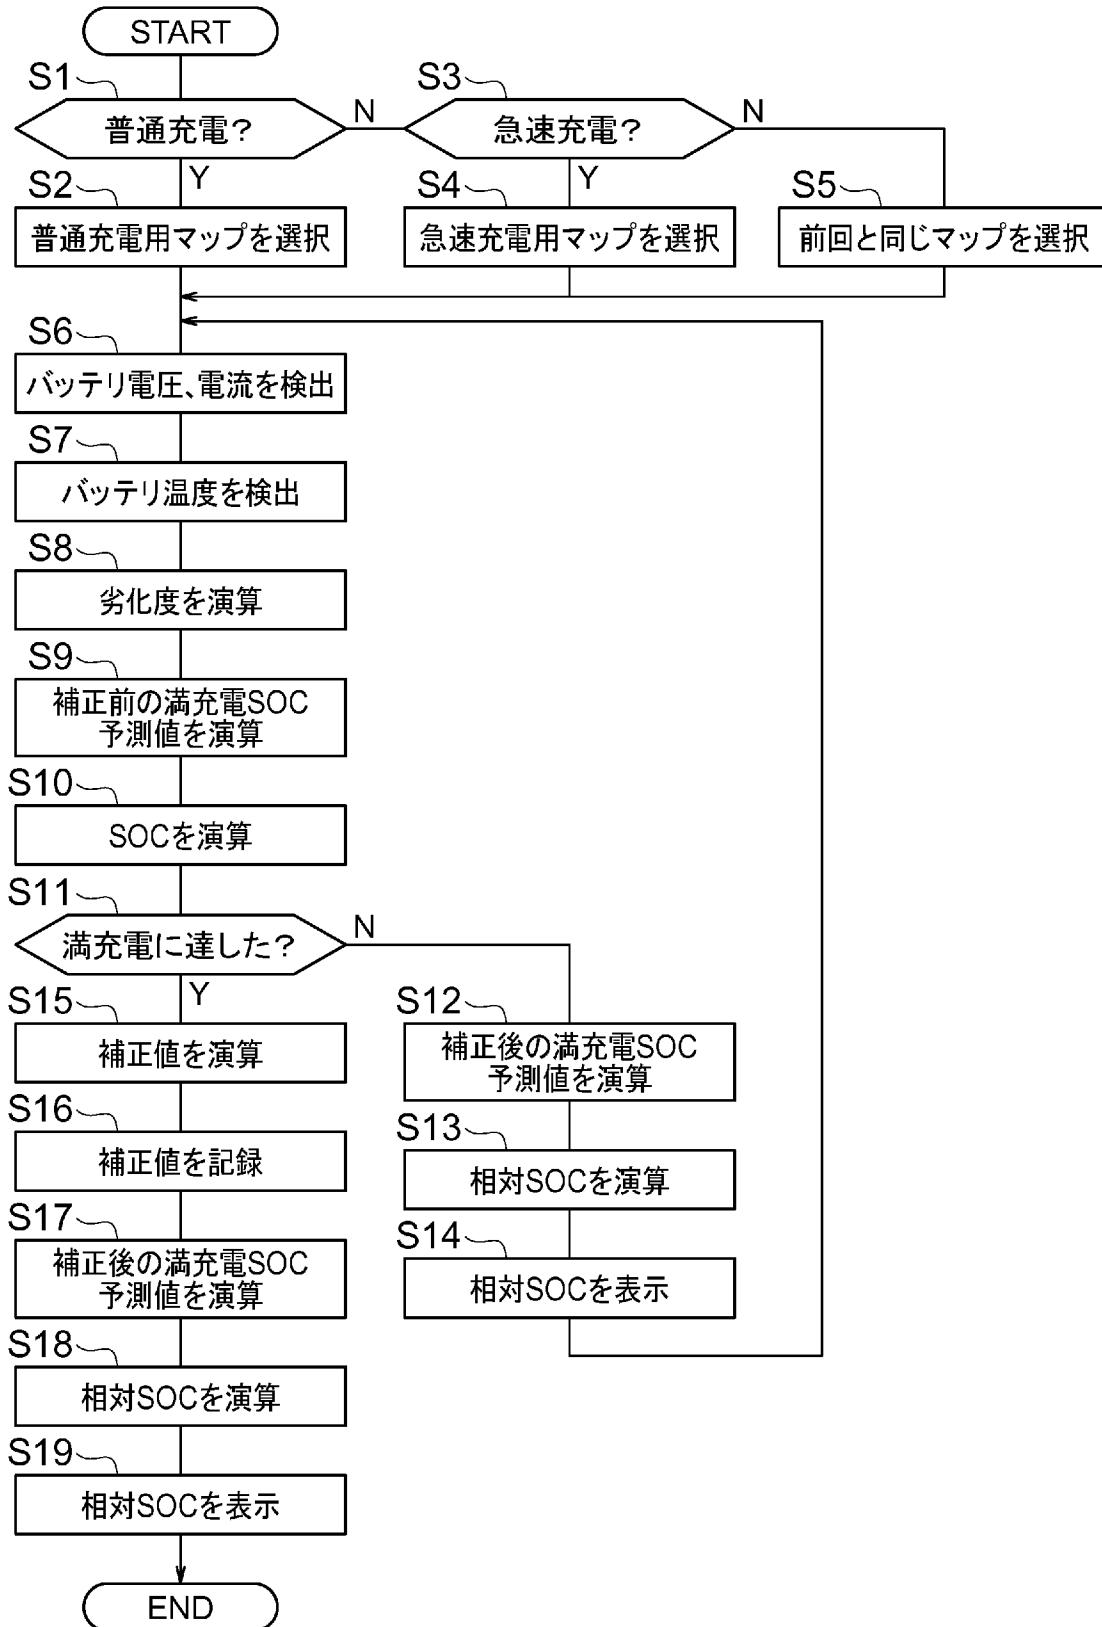 START
S1
普通充電？
N
Y
S3
急速充電？
N
Y
S2
普通充電用マップを選択
S4
急速充電用マップを選択
S5
前回と同じマップを選択
S6
バッテリ電圧、電流を検出
S7
バッテリ温度を検出
S8
劣化度を演算
S9
補正前の満充電SOC
予測値を演算
S10
SOCを演算
S11
満充電に達した？
N
Y
S12
補正後の満充電SOC
予測値を演算
S13
相対SOCを演算
S14
相対SOCを表示
S15
補正値を演算
S16
補正値を記録
S17
補正後の満充電SOC
予測値を演算
S18
相対SOCを演算
S19
相対SOCを表示
END